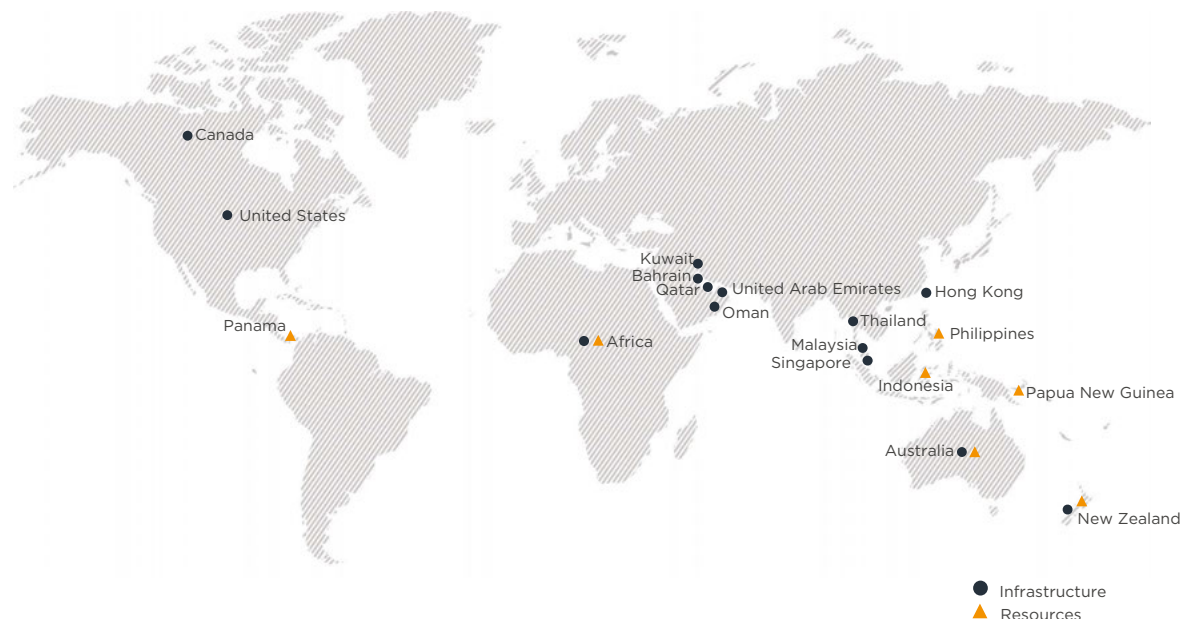 Canada
United States
Kuwait
Bahrain
Qatar
United Arab Emirates
Hong Kong
Oman
Thailand
Panama
Philippines
Africa
Malaysia
Singapore
Indonesia
Papua New Guinea
Australia
New Zealand
Infrastructure
Resources